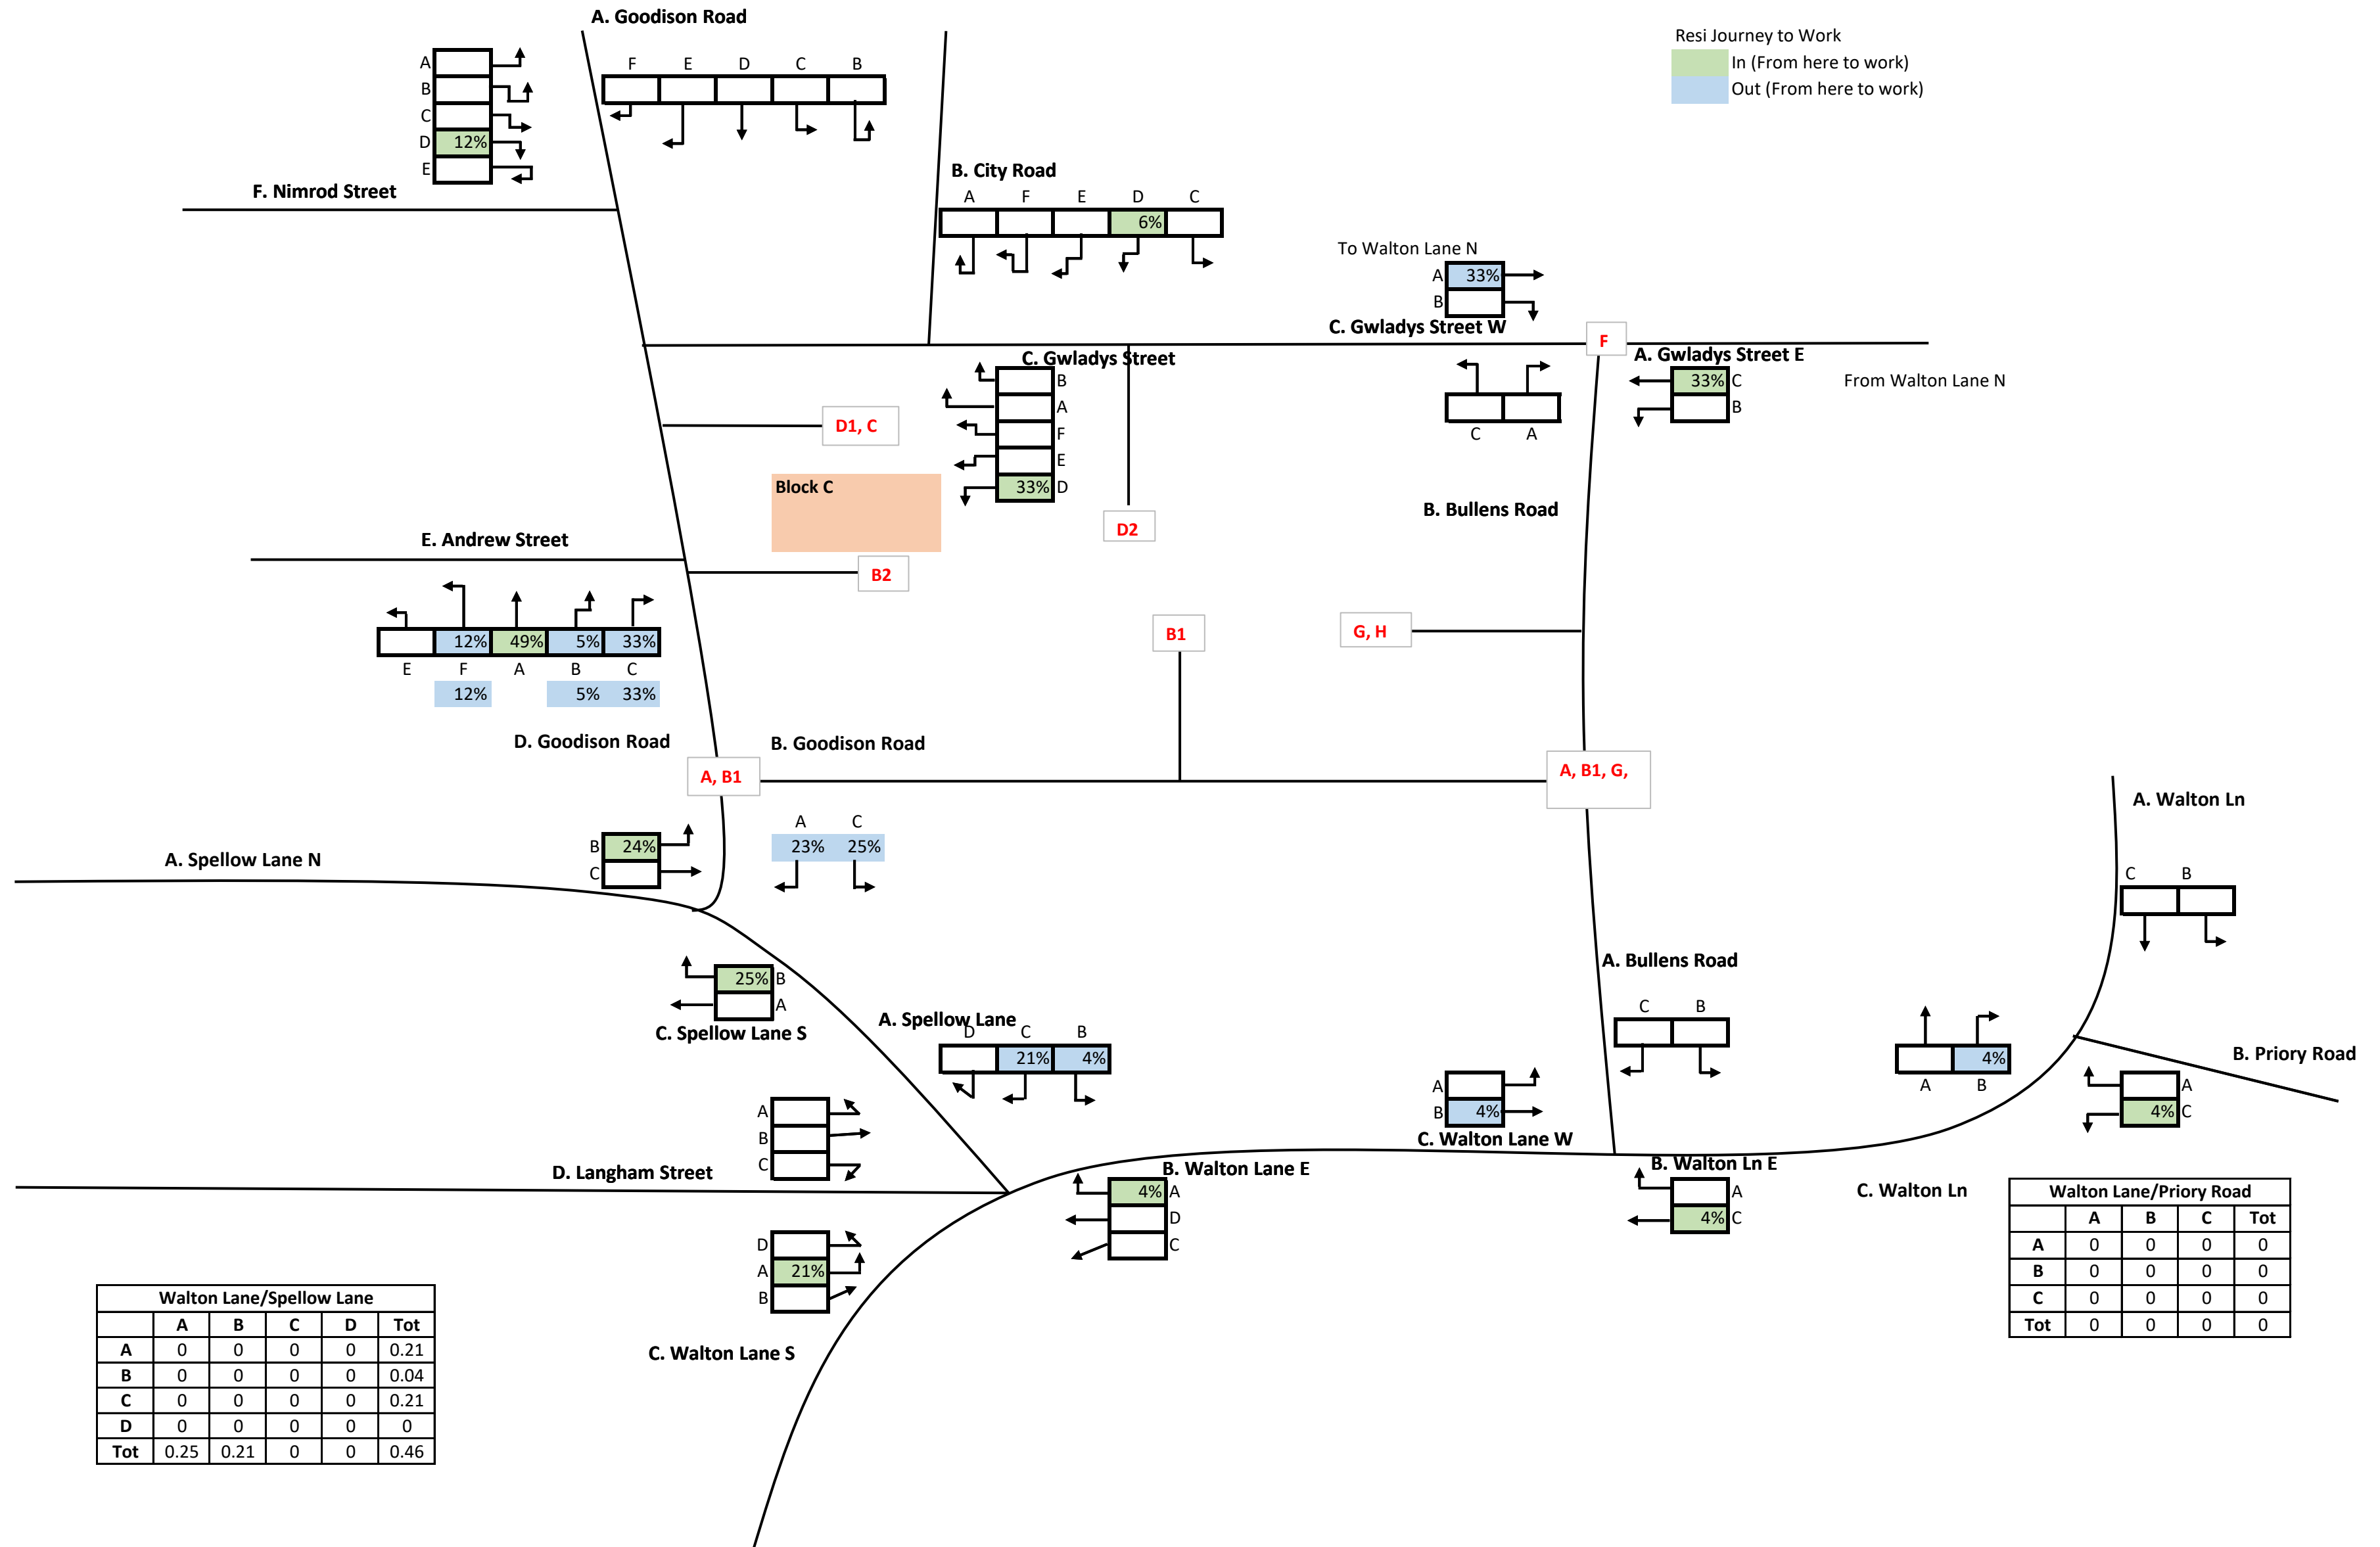 A. Goodison Road
Resi Journey to Work
In (From here to work)
Out (From here to work)
A
B
C
D 12%
E
F E D C B
F. Nimrod Street
B. City Road
A F E D C
6%
To Walton Lane N
A 33%
B
C. Gwladys Street W
F
A. Gwladys Street E
33% C
B
From Walton Lane N
C A
C. Gwladys Street
B
A
F
E
33% D
D1, C
Block C
D2
B. Bullens Road
E. Andrew Street
B2
12% 49% 5% 33%
E F A B C
12% 5% 33%
B1
G, H
D. Goodison Road
B. Goodison Road
A, B1
A, B1, G,
A. Walton Ln
A C
23% 25%
B 24%
C
A. Spellow Lane N
C B
25% B
A
C. Spellow Lane S
A. Spellow Lane
D C B
21% 4%
A. Bullens Road
C B
4%
A B
B. Priory Road
A
4% C
A
B 4%
C. Walton Lane W
A
B
C
D. Langham Street
B. Walton Lane E
4% A
D
C
B. Walton Ln E
A
4% C
C. Walton Ln
Walton Lane/Priory Road
A B C Tot
A 0 0 0 0
B 0 0 0 0
C 0 0 0 0
Tot 0 0 0 0
D
A 21%
B
C. Walton Lane S
Walton Lane/Spellow Lane
A B C D Tot
A 0 0 0 0 0.21
B 0 0 0 0 0.04
C 0 0 0 0 0.21
D 0 0 0 0 0
Tot 0.25 0.21 0 0 0.46